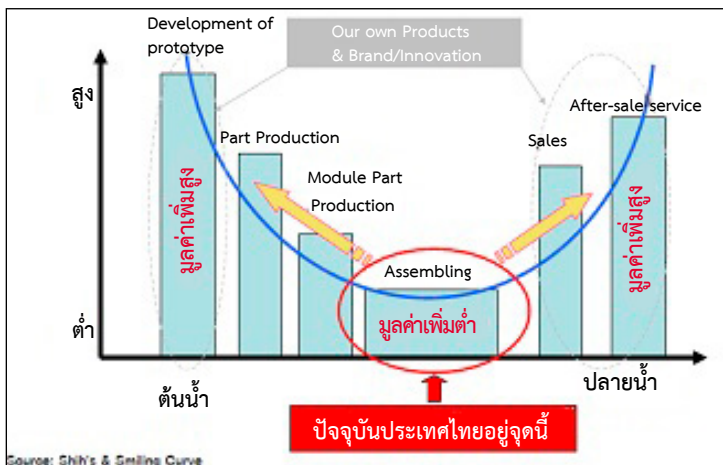 Development of
prototype
Our own Products
& Brand/Innovation
สูง
After-sale service
Part Production
Sales
Module Part
Production
มูลค่าเพิ่มสูง
มูลค่าเพิ่มสูง
Assembling
มูลค่าเพิ่มต่ำ
ต่ำ
ต้นน้ำ
ปลายน้ำ
ปัจจุบันประเทศไทยอยู่จุดนี้
Source: Shih's & Smiling Curve